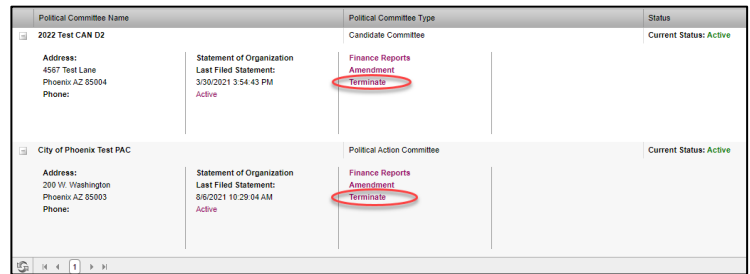 Political Committee Name Political Committee Type Status
2022 Test CAN D2 Candidate Committee Current Status: Active
Address: Statement of Organization Finance Reports
4567 Test Lane Last Filed Statement: Amendment
Phoenix AZ 85004 3/30/2021 3:54:43 PM Terminate
Phone: Active
City of Phoenix Test PAC Political Action Committee Current Status: Active
Address: Statement of Organization Finance Reports
200 W. Washington Last Filed Statement: Amendment
Phoenix AZ 85003 8/6/2021 10:29:04 AM Terminate
Phone: Active
1